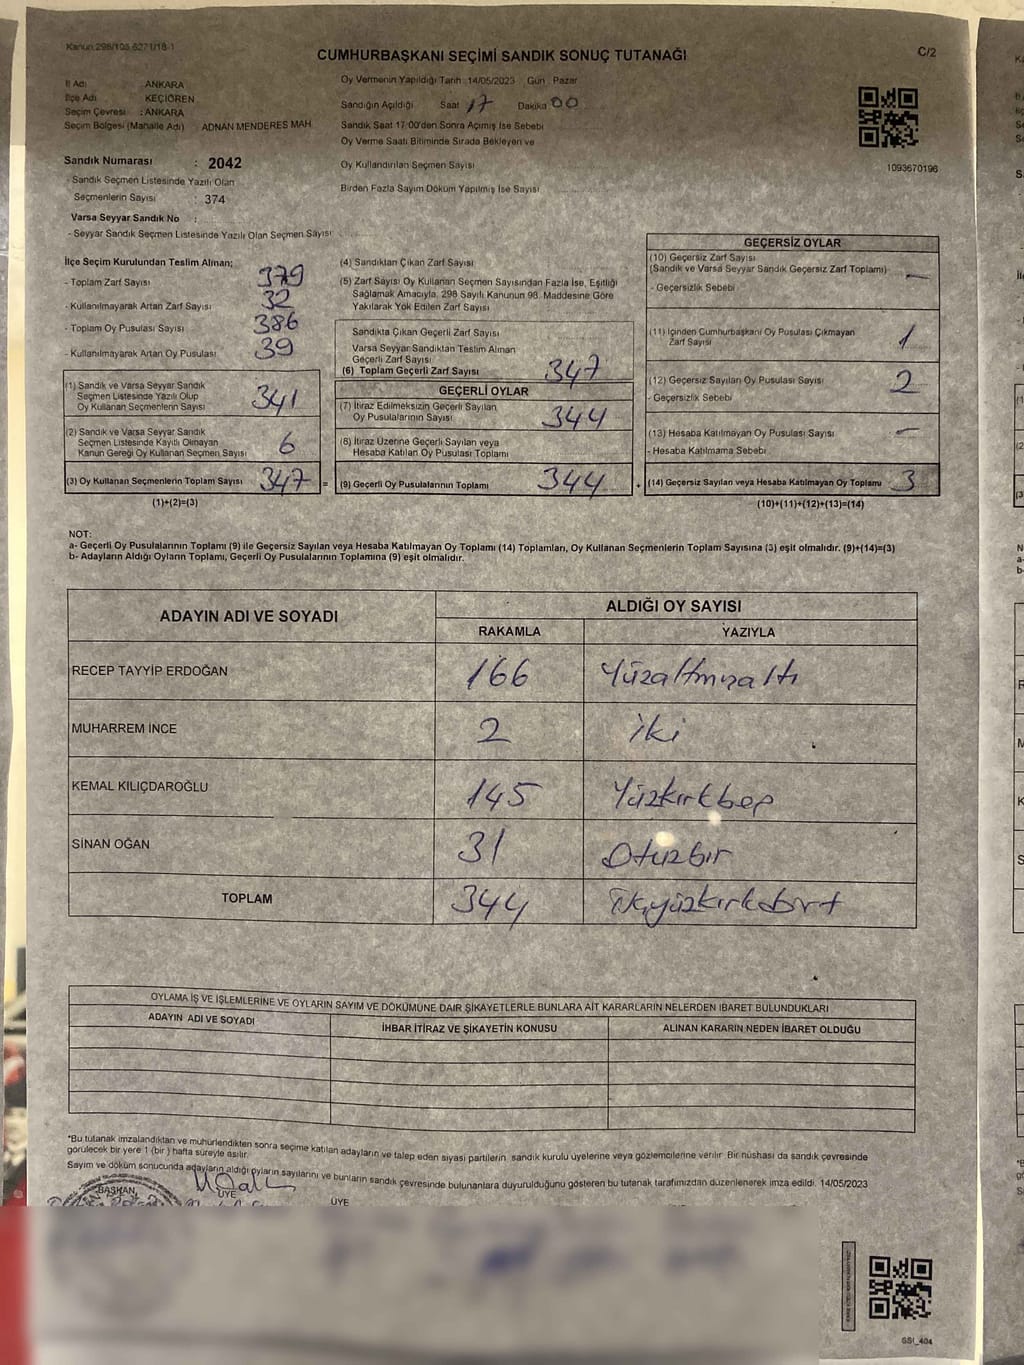 Kanun 298/105 6271/18-1
CUMHURBAŞKANI SEÇİMİ SANDIK SONUÇ TUTANAĞI
C/2
İl Adı : ANKARA
İlçe Adı : KEÇİÖREN
Seçim Çevresi : ANKARA
Seçim Bölgesi (Mahalle Adı) ADNAN MENDERES MAH
Oy Vermenin Yapıldığı Tarih :14/05/2023 Gün : Pazar
Sandığın Açıldığı Saat 17 Dakika 00
Sandık Saat 17:00'den Sonra Açılmış İse Sebebi
Oy Verme Saati Bitiminde Sırada Bekleyen ve
Oy Kullandırılan Seçmen Sayısı
Birden Fazla Sayım Döküm Yapılmış İse Sayısı
1093670196
Sandık Numarası : 2042
- Sandık Seçmen Listesinde Yazılı Olan
Seçmenlerin Sayısı : 374
Varsa Seyyar Sandık No :
- Seyyar Sandık Seçmen Listesinde Yazılı Olan Seçmen Sayısı
İlçe Seçim Kurulundan Teslim Alınan;
- Toplam Zarf Sayısı 379
- Kullanılmayarak Artan Zarf Sayısı 32
- Toplam Oy Pusulası Sayısı 386
- Kullanılmayarak Artan Oy Pusulası 39
(1) Sandık ve Varsa Seyyar Sandık
Seçmen Listesinde Yazılı Olup
Oy Kullanan Seçmenlerin Sayısı 341
(2) Sandık ve Varsa Seyyar Sandık
Seçmen Listesinde Kayıtlı Olmayan
Kanun Gereği Oy Kullanan Seçmen Sayısı 6
(3) Oy Kullanan Seçmenlerin Toplam Sayısı 347 =
(1)+(2)=(3)
(4) Sandıktan Çıkan Zarf Sayısı
(5) Zarf Sayısı Oy Kullanan Seçmen Sayısından Fazla İse, Eşitliği
Sağlamak Amacıyla, 298 Sayılı Kanunun 98. Maddesine Göre
Yakılarak Yok Edilen Zarf Sayısı
Sandıkta Çıkan Geçerli Zarf Sayısı
Varsa Seyyar Sandıktan Teslim Alınan
Geçerli Zarf Sayısı
(6) Toplam Geçerli Zarf Sayısı 347
GEÇERLİ OYLAR
(7) İtiraz Edilmeksizin Geçerli Sayılan
Oy Pusulalarının Sayısı 344
(8) İtiraz Üzerine Geçerli Sayılan veya
Hesaba Katılan Oy Pusulası Toplamı
(9) Geçerli Oy Pusulalarının Toplamı 344
GEÇERSİZ OYLAR
(10) Geçersiz Zarf Sayısı
(Sandık ve Varsa Seyyar Sandık Geçersiz Zarf Toplamı) -
- Geçersizlik Sebebi
(11) İçinden Cumhurbaşkanı Oy Pusulası Çıkmayan
Zarf Sayısı 1
(12) Geçersiz Sayılan Oy Pusulası Sayısı 2
- Geçersizlik Sebebi
(13) Hesaba Katılmayan Oy Pusulası Sayısı -
- Hesaba Katılmama Sebebi
(14) Geçersiz Sayılan veya Hesaba Katılmayan Oy Toplamı 3
(10)+(11)+(12)+(13)=(14)
NOT:
a- Geçerli Oy Pusulalarının Toplamı (9) ile Geçersiz Sayılan veya Hesaba Katılmayan Oy Toplamı (14) Toplamları, Oy Kullanan Seçmenlerin Toplam Sayısına (3) eşit olmalıdır. (9)+(14)=(3)
b- Adayların Aldığı Oyların Toplamı, Geçerli Oy Pusulalarının Toplamına (9) eşit olmalıdır.
ADAYIN ADI VE SOYADI ALDIĞI OY SAYISI
RAKAMLA YAZIYLA
RECEP TAYYİP ERDOĞAN 166 Yüzaltmışaltı
MUHARREM İNCE 2 iki
KEMAL KILIÇDAROĞLU 145 Yüzkırkbeş
SİNAN OĞAN 31 Otuzbir
TOPLAM 344
OYLAMA İŞ VE İŞLEMLERİNE VE OYLARIN SAYIM VE DÖKÜMÜNE DAİR ŞİKAYETLERLE BUNLARA AİT KARARLARIN NELERDEN İBARET BULUNDUKLARI
ADAYIN ADI VE SOYADI İHBAR İTİRAZ VE ŞİKAYETİN KONUSU ALINAN KARARIN NEDEN İBARET OLDUĞU
*Bu tutanak imzalandıktan ve mühürlendikten sonra seçime katılan adayların ve talep eden siyasi partilerin sandık kurulu üyelerine veya gözlemcilerine verilir. Bir nüshası da sandık çevresinde
görülecek bir yere 1 (bir) hafta süreyle asılır.
Sayım ve döküm sonucunda adayların aldığı oyların sayılarını ve bunların sandık çevresinde bulunanlara duyurulduğunu gösteren bu tutanak tarafımızdan düzenlenerek imza edildi. 14/05/2023
BAŞKAN
ÜYE
ÜYE
GSI_404